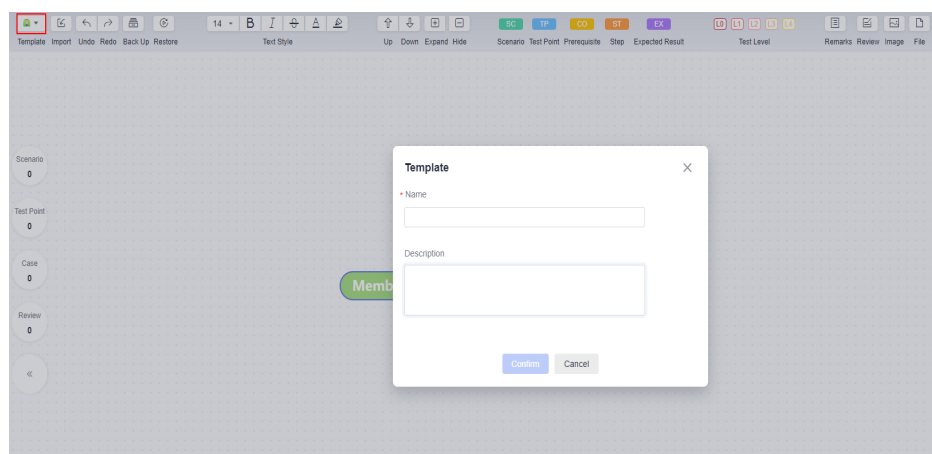 14 B I A SC TP CO ST EX L0 L1 L2 L3 L4
Template Import Undo Redo Back Up Restore Text Style Up Down Expand Hide Scenario Test Point Prerequisite Step Expected Result Test Level Remarks Review Image File
Scenario
0
Test Point
0
Case
0
Review
0
«
Memb
Template
* Name
Description
Confirm Cancel